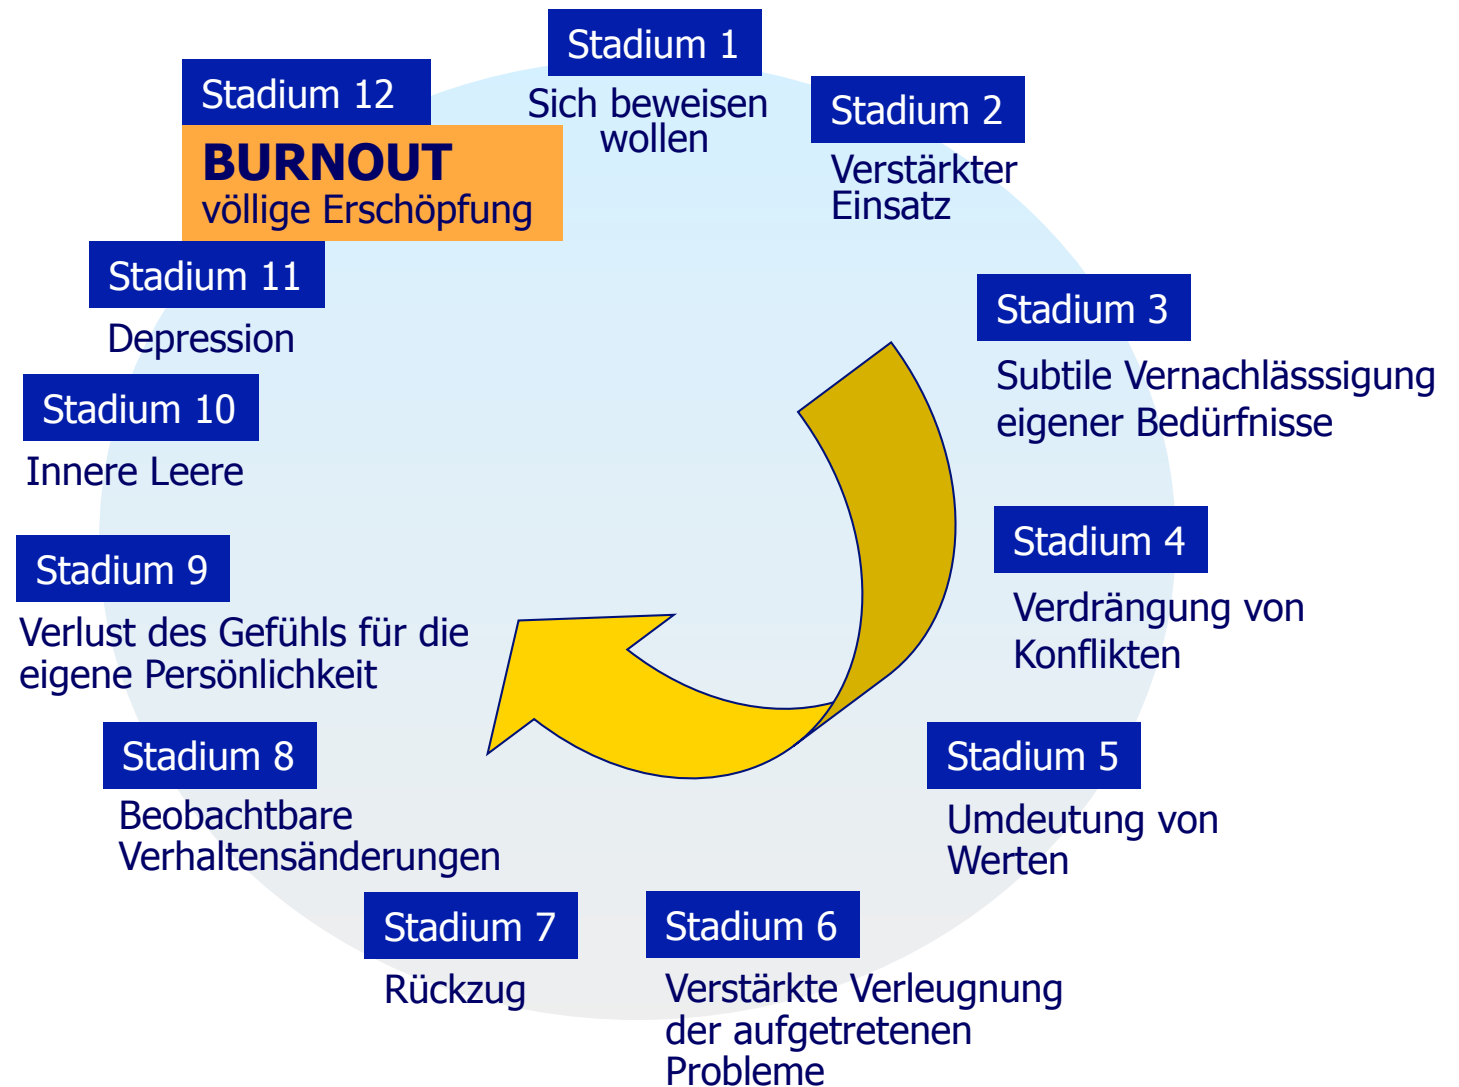 Stadium 1
Sich beweisen
wollen
Stadium 2
Verstärkter
Einsatz
Stadium 3
Subtile Vernachlässsigung
eigener Bedürfnisse
Stadium 4
Verdrängung von
Konflikten
Stadium 5
Umdeutung von
Werten
Stadium 6
Verstärkte Verleugnung
der aufgetretenen
Probleme
Stadium 7
Rückzug
Stadium 8
Beobachtbare
Verhaltensänderungen
Stadium 9
Verlust des Gefühls für die
eigene Persönlichkeit
Stadium 10
Innere Leere
Stadium 11
Depression
Stadium 12
BURNOUT
völlige Erschöpfung